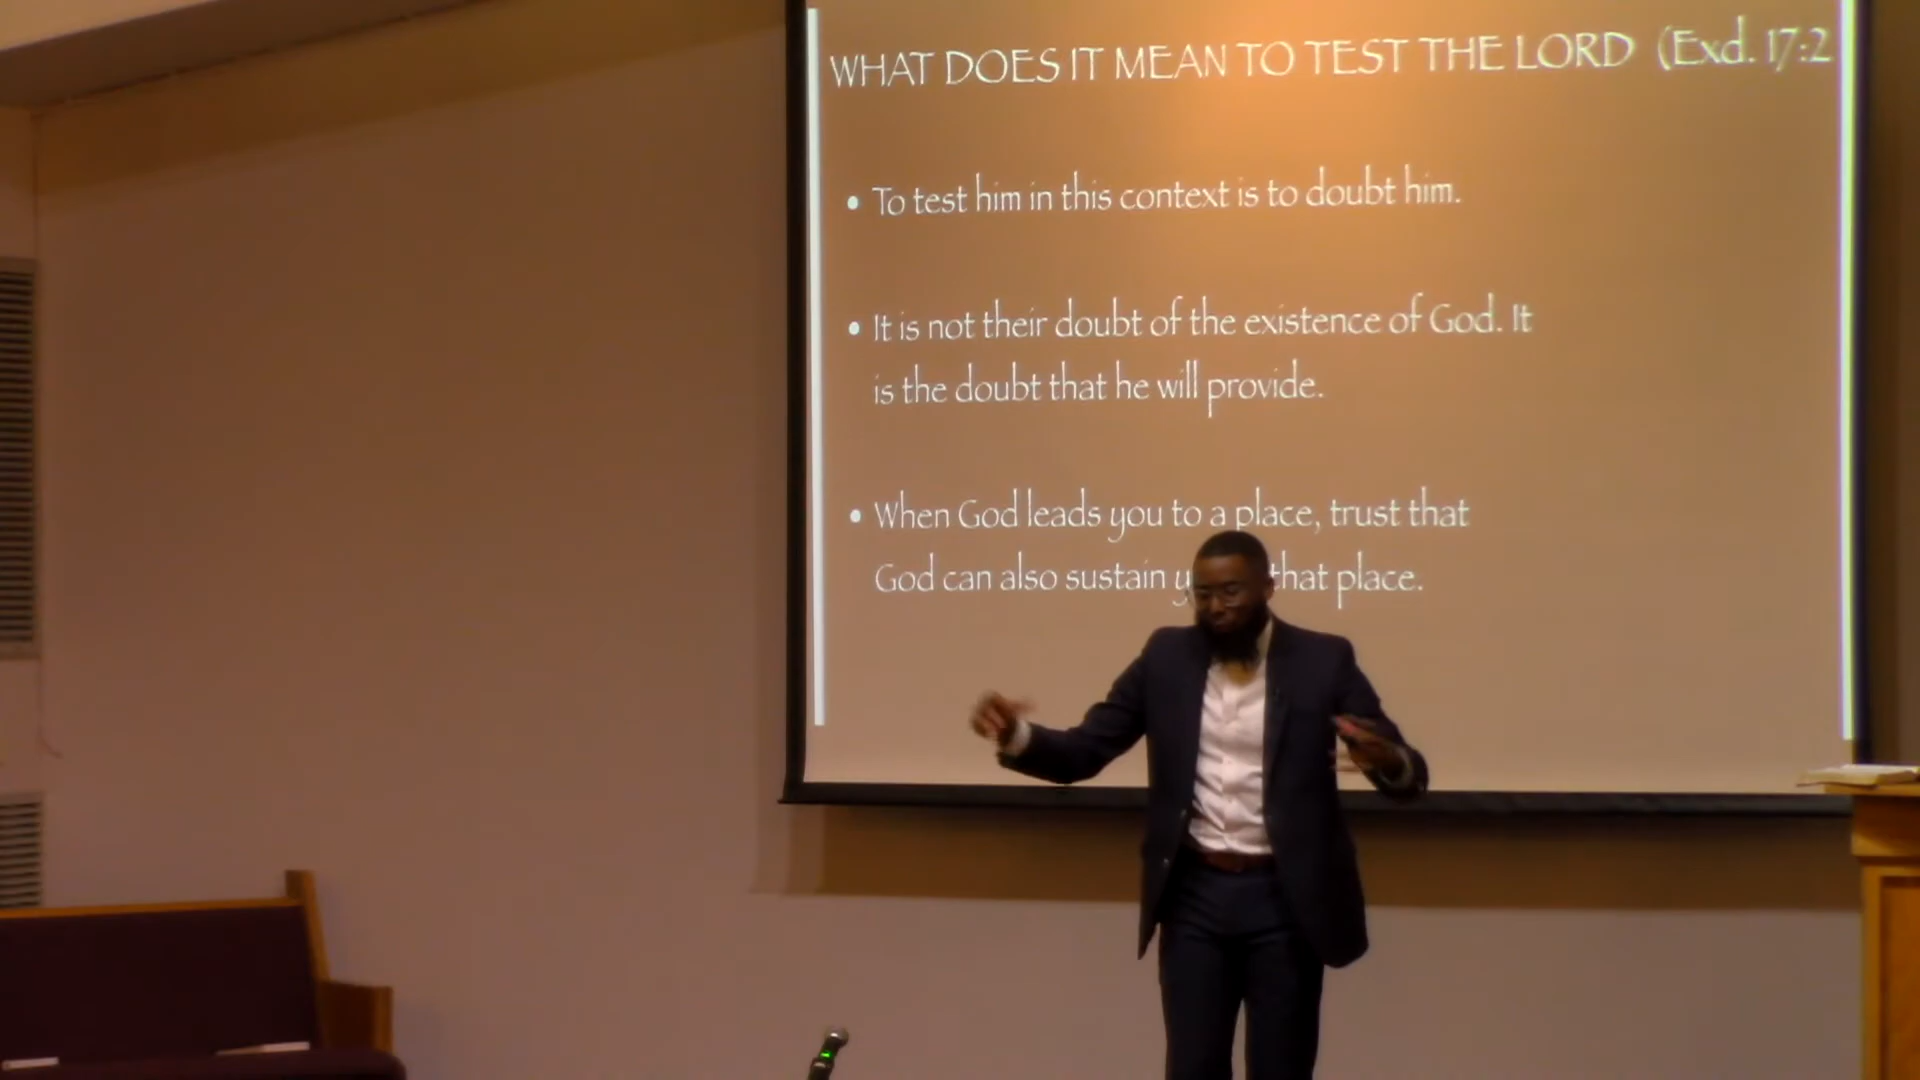 WHAT DOES IT MEAN TO TEST THE LORD (Exd. 17:2
• To test him in this context is to doubt him.
• It is not their doubt of the existence of God. It
is the doubt that he will provide.
• When God leads you to a place, trust that
God can also sustain that place.